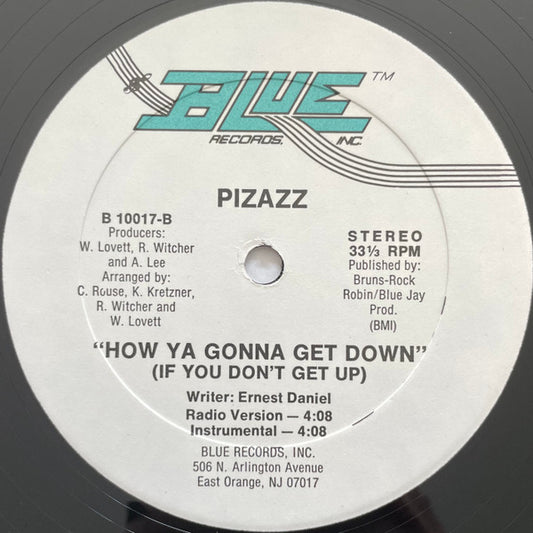 BLUE™
RECORDS, INC.
PIZAZZ
B 10017-B
Producers:
W. Lovett, R. Witcher
and A. Lee
Arranged by:
C. Rouse, K. Kretzner,
R. Witcher and
W. Lovett
STEREO
33⅓ RPM
Published by:
Bruns-Rock
Robin/Blue Jay
Prod.
(BMI)
"HOW YA GONNA GET DOWN"
(IF YOU DON'T GET UP)
Writer: Ernest Daniel
Radio Version — 4:08
Instrumental — 4:08
BLUE RECORDS, INC.
506 N. Arlington Avenue
East Orange, NJ 07017